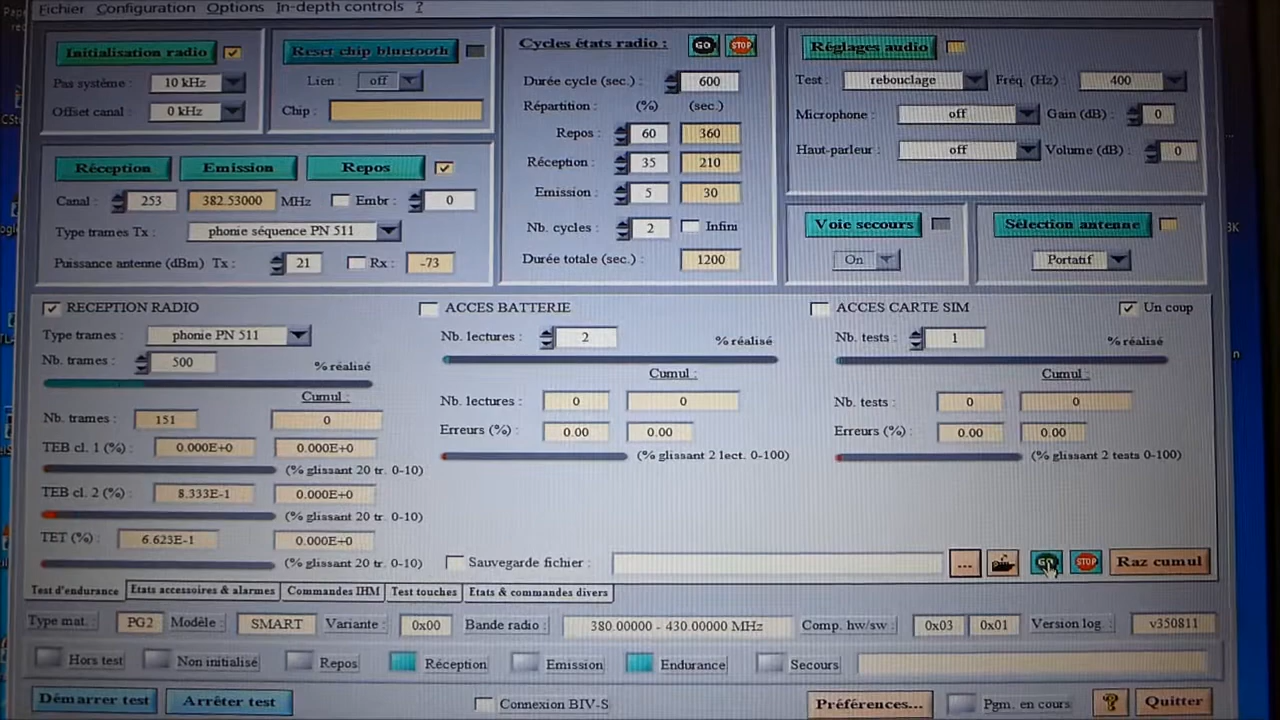 Fichier Configuration Options In-depth controls ?
Initialisation radio
Pas système : 10 kHz
Offset canal : 0 kHz
Reset chip bluetooth
Lien : off
Chip :
Cycles états radio : GO STOP
Durée cycle (sec.) : 600
Répartition : (%) (sec.)
Repos : 60 360
Réception : 35 210
Emission : 5 30
Nb. cycles : 2 Infini
Durée totale (sec.) : 1200
Réglages audio
Test : rebouclage Fréq. (Hz) : 400
Microphone : off Gain (dB) : 0
Haut-parleur : off Volume (dB) : 0
Réception Emission Repos
Canal : 253 382.53000 MHz Embr : 0
Type trames Tx : phonie séquence PN 511
Puissance antenne (dBm) Tx : 21 Rx : -73
Voie secours
On
Sélection antenne
Portatif
RECEPTION RADIO
Type trames : phonie PN 511
Nb. trames : 500 % réalisé
Cumul :
Nb. trames : 151 0
TEB cl. 1 (%) : 0.000E+0 0.000E+0
(% glissant 20 tr. 0-10)
TEB cl. 2 (%) : 8.333E-1 0.000E+0
(% glissant 20 tr. 0-10)
TET (%) : 6.623E-1 0.000E+0
(% glissant 20 tr. 0-10)
ACCES BATTERIE
Nb. lectures : 2 % réalisé
Cumul :
Nb. lectures : 0 0
Erreurs (%) : 0.00 0.00
(% glissant 2 lect. 0-100)
ACCES CARTE SIM Un coup
Nb. tests : 1 % réalisé
Cumul :
Nb. tests : 0 0
Erreurs (%) : 0.00 0.00
(% glissant 2 tests 0-100)
Sauvegarde fichier : ... GO STOP Raz cumul
Test d'endurance Etats accessoires & alarmes Commandes IHM Test touches Etats & commandes divers
Type mat. : PG2 Modèle : SMART Variante : 0x00 Bande radio : 380.00000 - 430.00000 MHz Comp. hw/sw : 0x03 0x01 Version log : v350811
Hors test Non initialisé Repos Réception Emission Endurance Secours
Démarrer test Arrêter test Connexion BIV-S Préférences... Pgm. en cours ? Quitter